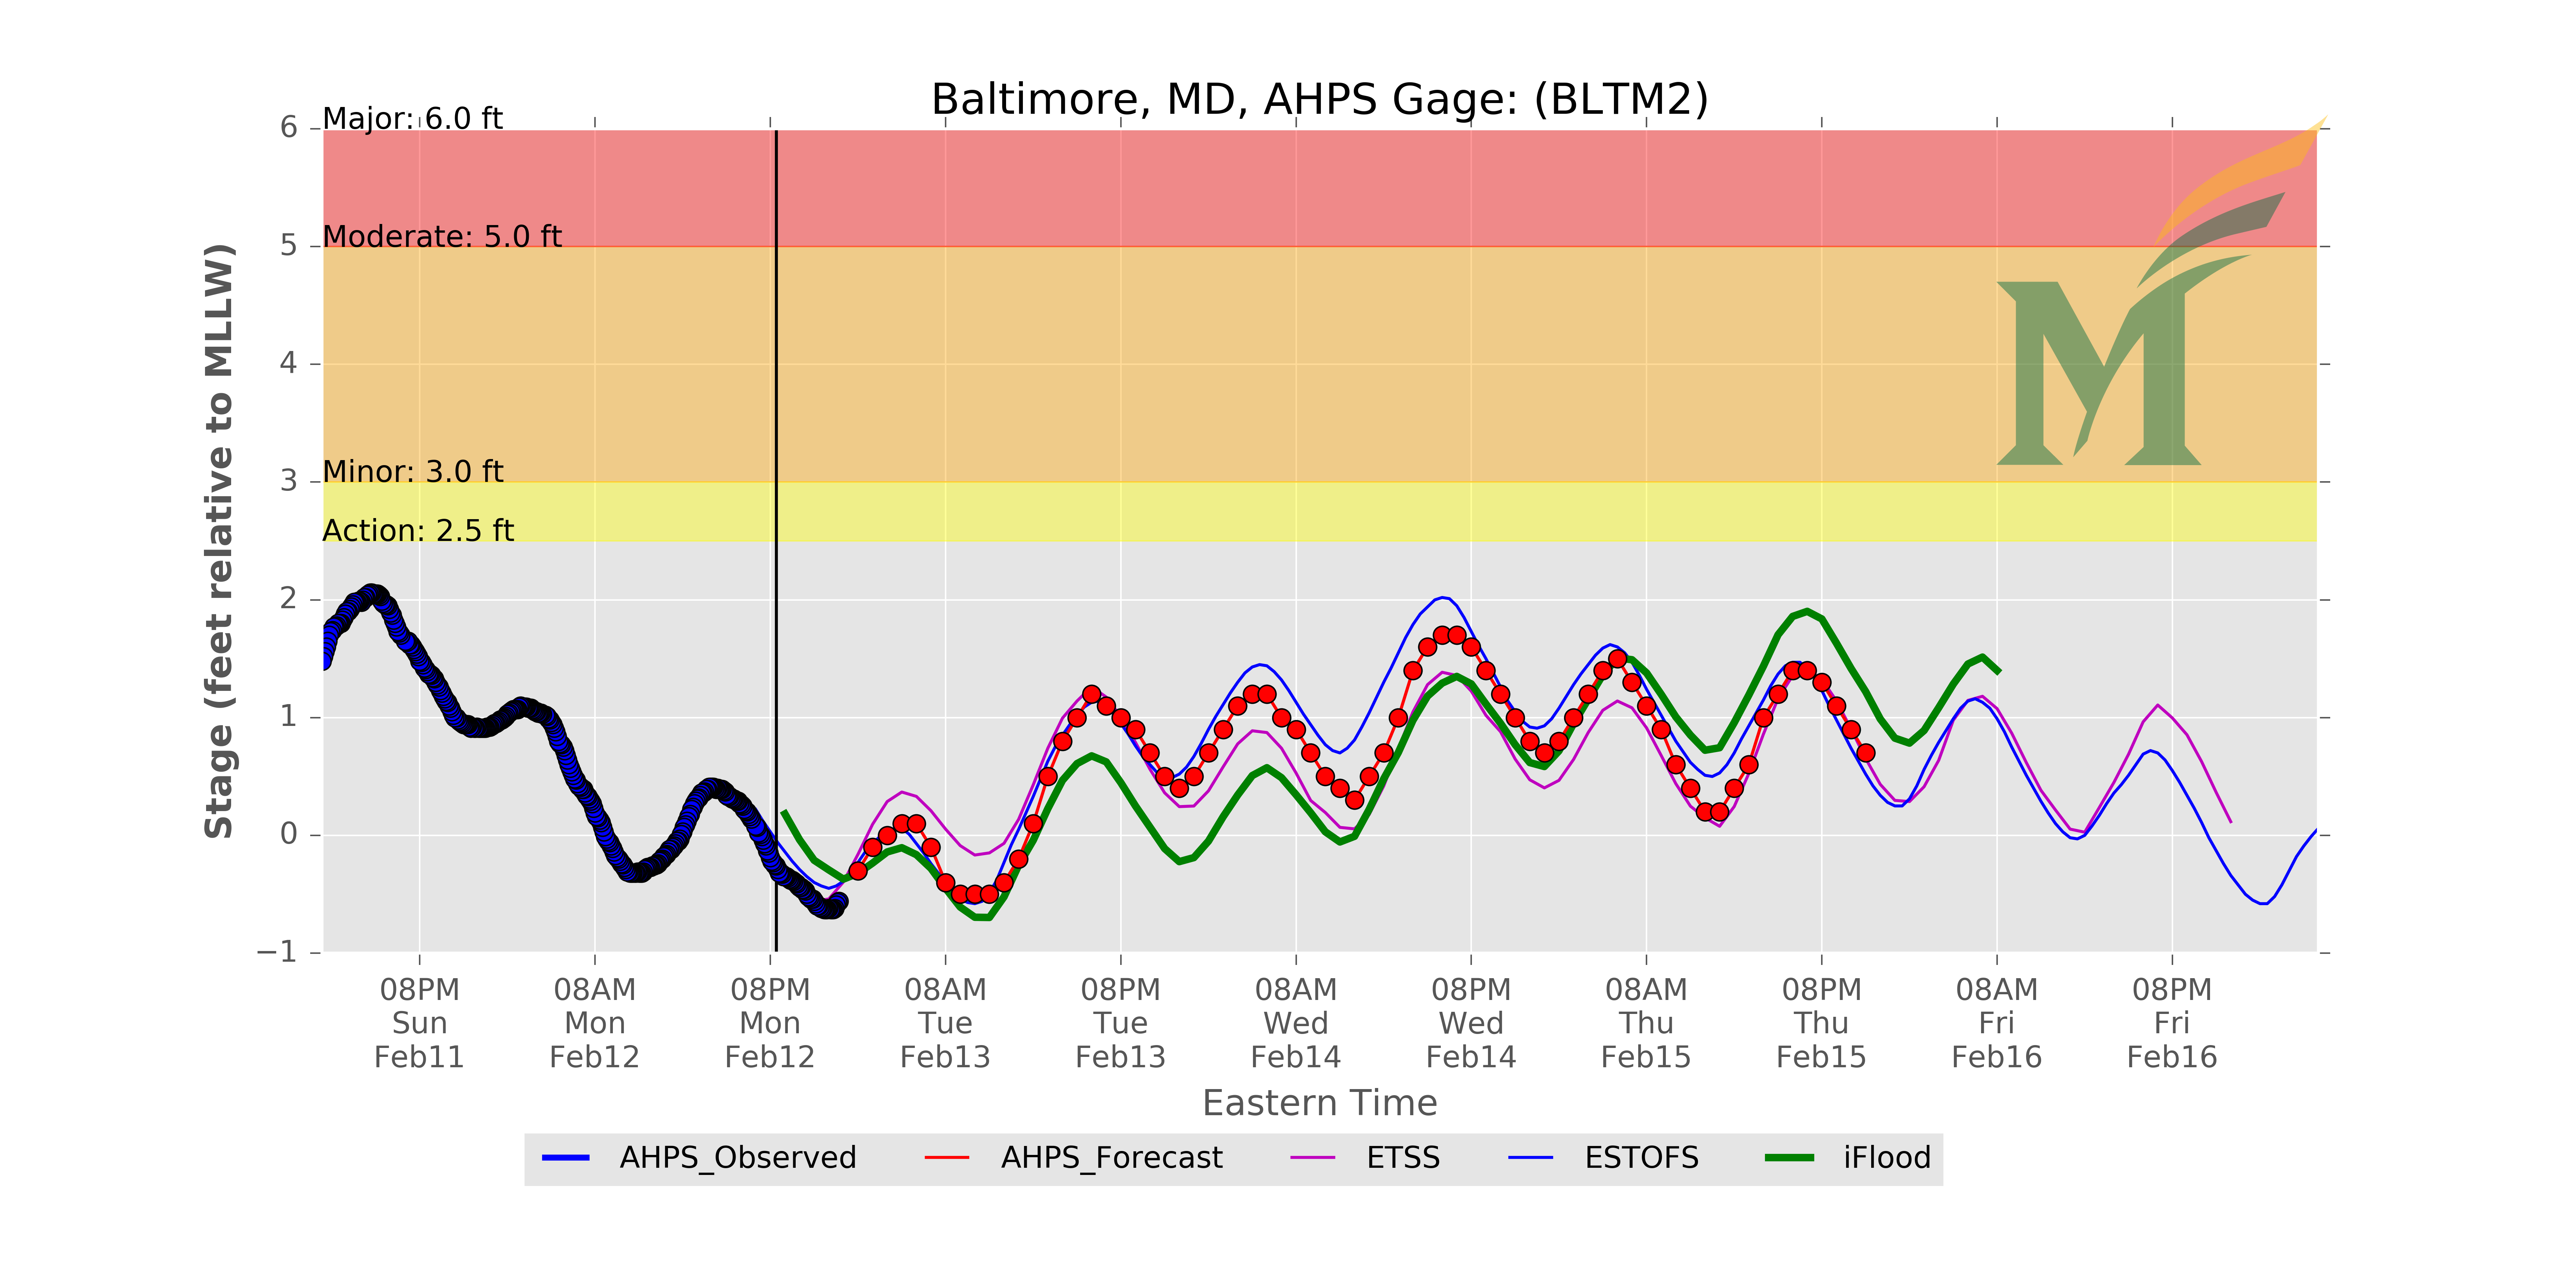 Baltimore, MD, AHPS Gage: (BLTM2)
Major: 6.0 ft
Moderate: 5.0 ft
Minor: 3.0 ft
Action: 2.5 ft
Stage (feet relative to MLLW)
6
5
4
3
2
1
0
−1
08PM 08AM 08PM 08AM 08PM 08AM 08PM 08AM 08PM 08AM 08PM
Sun Mon Mon Tue Tue Wed Wed Thu Thu Fri Fri
Feb11 Feb12 Feb12 Feb13 Feb13 Feb14 Feb14 Feb15 Feb15 Feb16 Feb16
Eastern Time
AHPS_Observed AHPS_Forecast ETSS ESTOFS iFlood
M